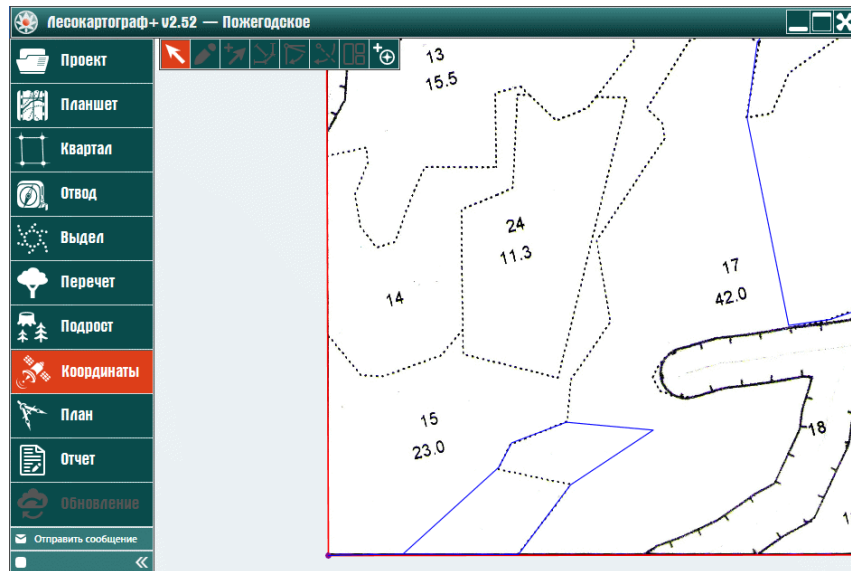 Лесокартограф+ v2.52 — Пожегодское
Проект
Планшет
Квартал
Отвод
Выдел
Перечет
Подрост
Координаты
План
Отчет
Обновление
Отправить сообщение
13
15.5
24
11.3
14
17
42.0
15
23.0
18